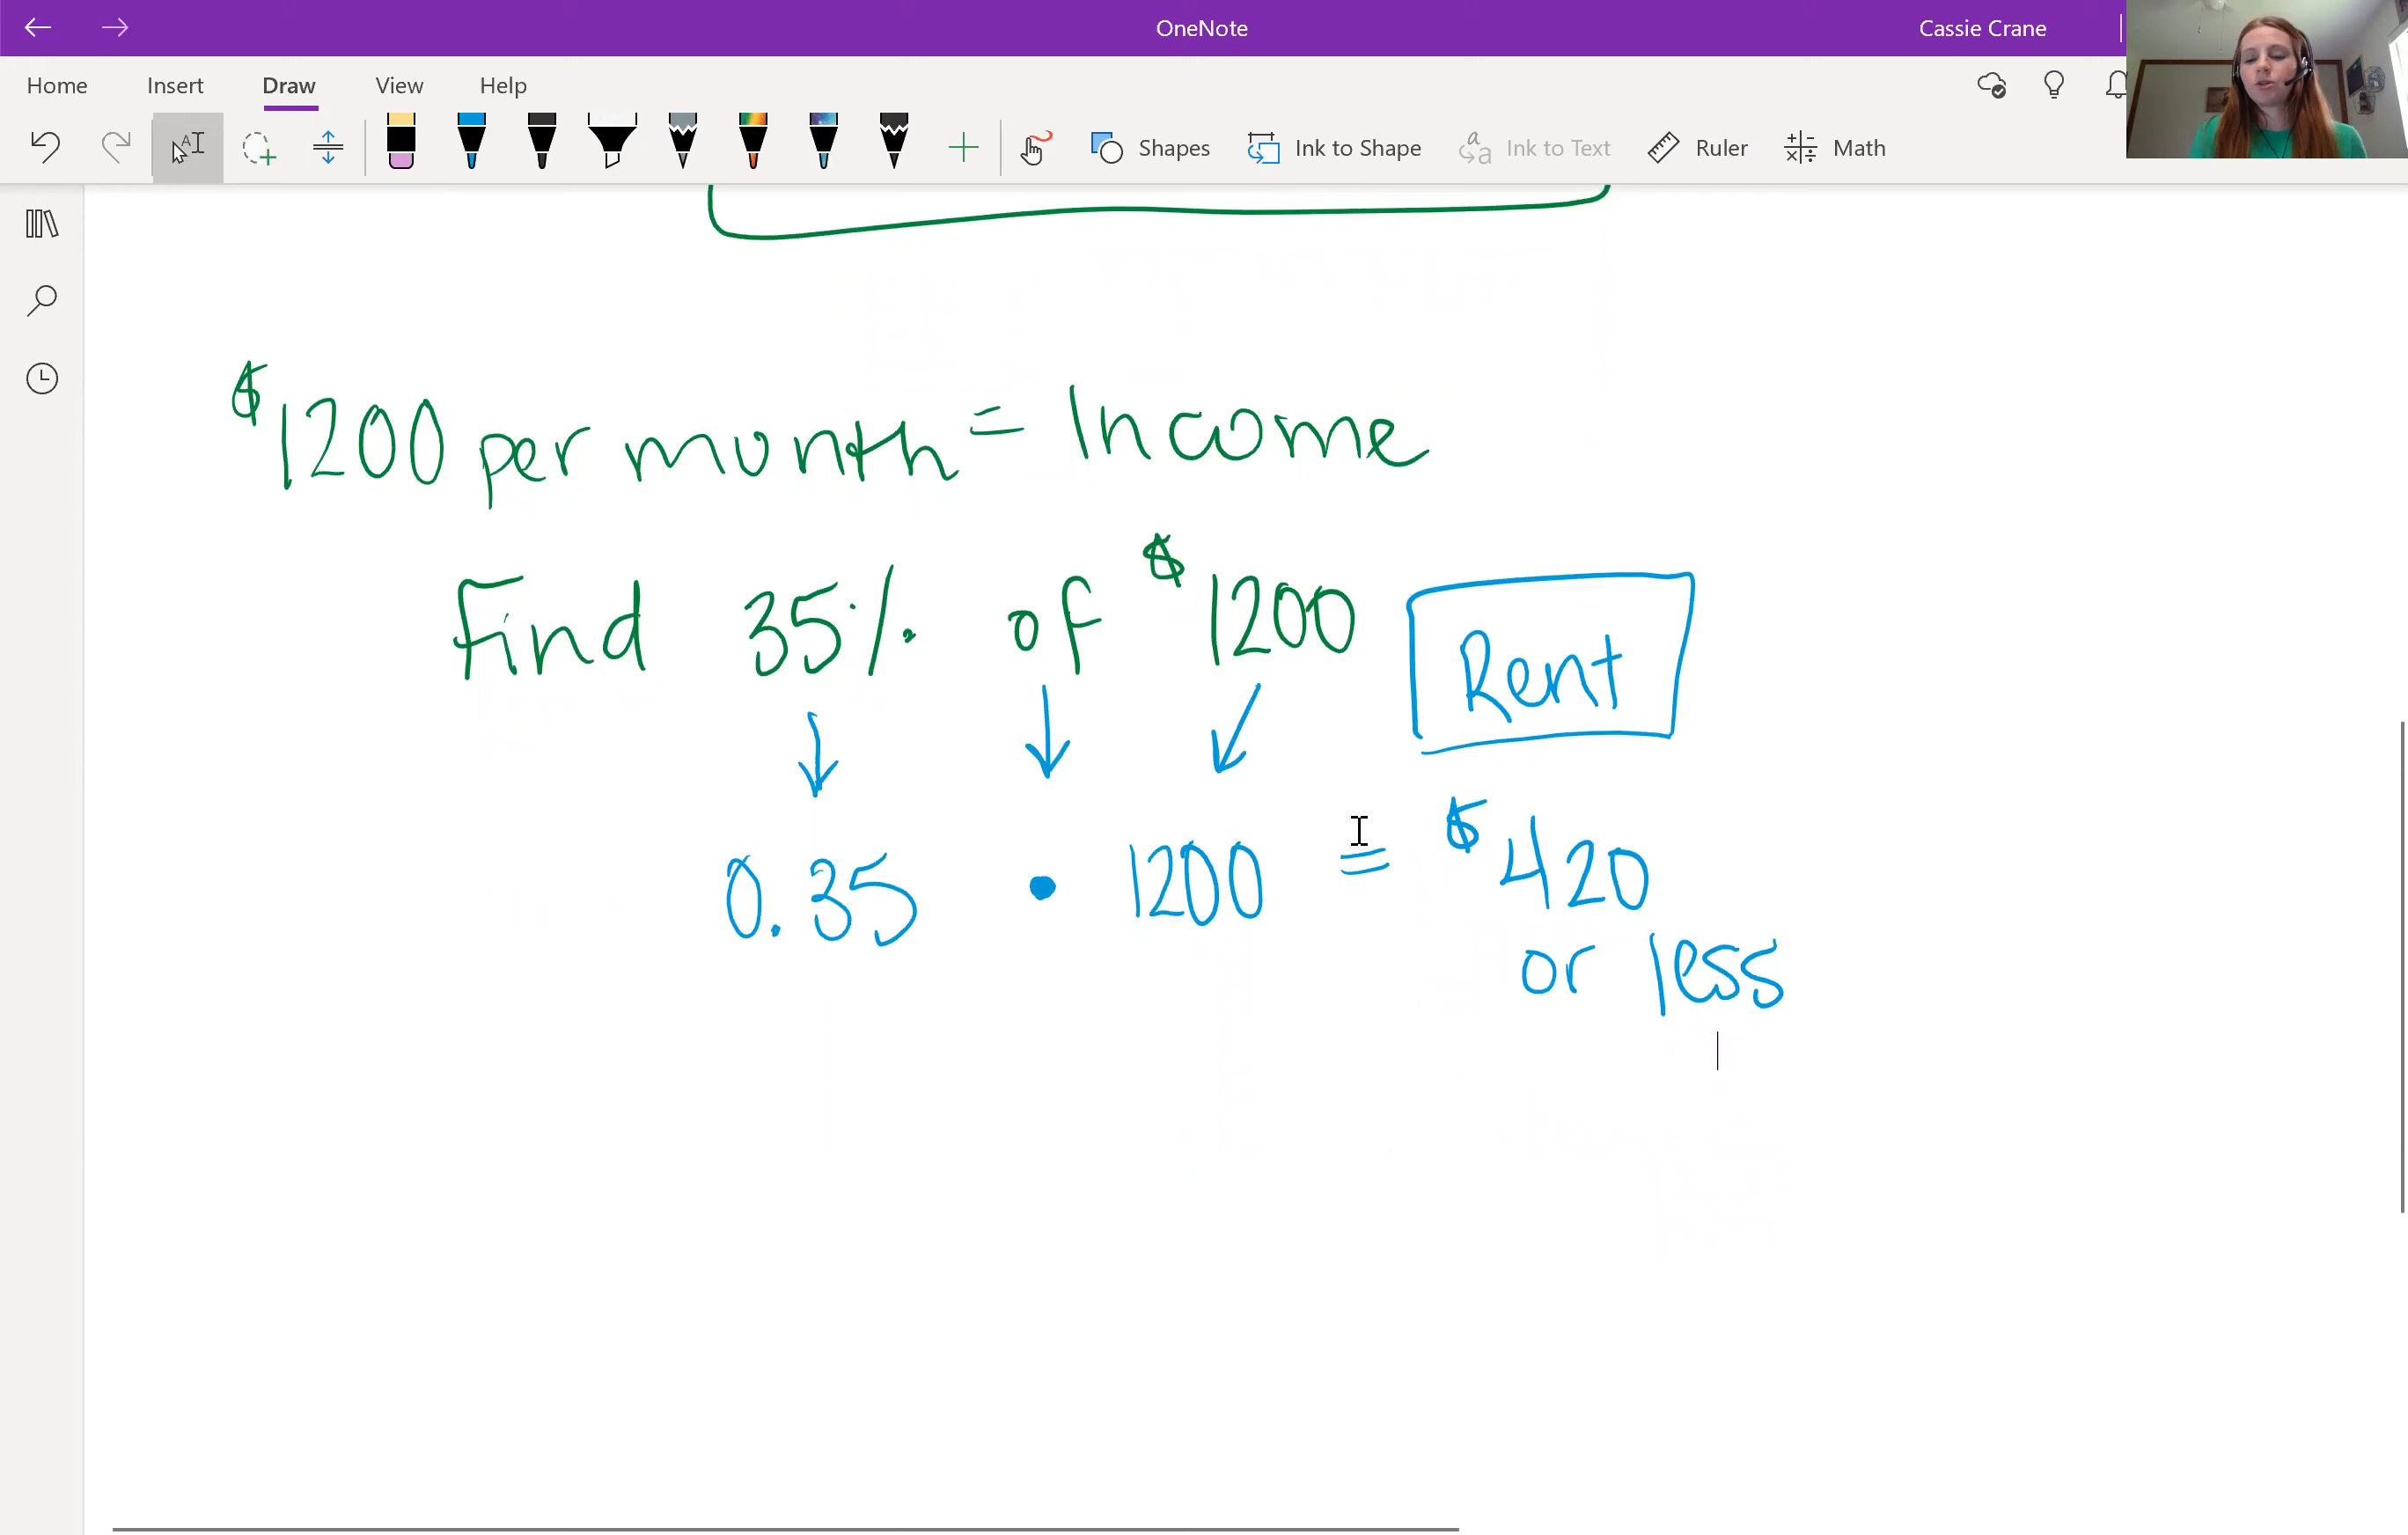 OneNote
Cassie Crane
Home Insert Draw View Help
Shapes Ink to Shape Ink to Text Ruler Math
$1200 per month = Income
Find 35% of $1200
Rent
0.35 • 1200 = $420
or less